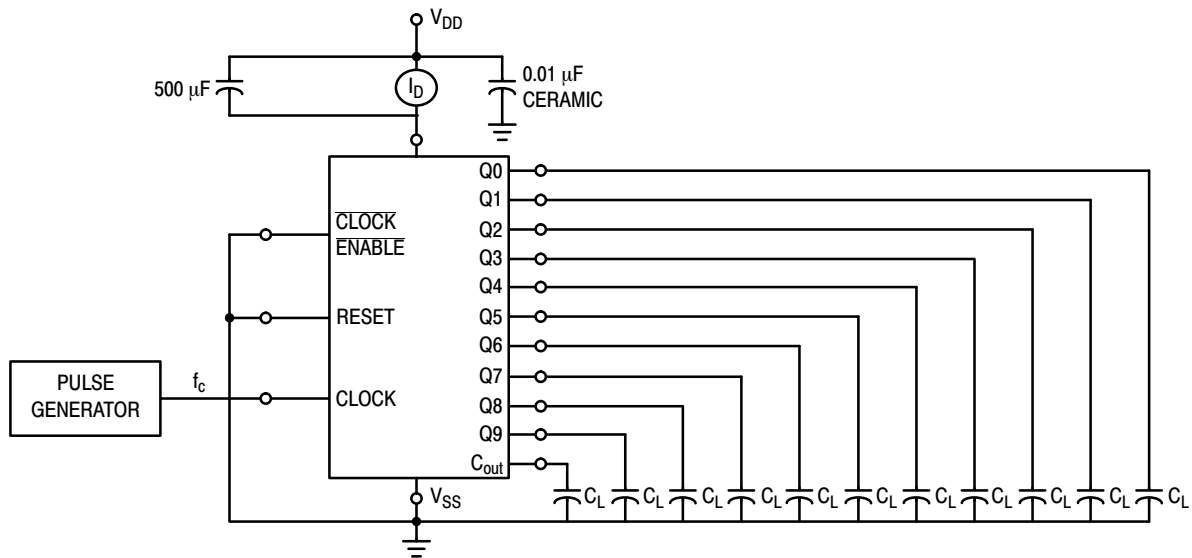 V_DD
500 μF
I_D
0.01 μF
CERAMIC
Q0
Q1
CLOCK
Q2
ENABLE
Q3
Q4
RESET
Q5
Q6
PULSE
GENERATOR
f_c
Q7
CLOCK
Q8
Q9
C_out
V_SS
C_L C_L C_L C_L C_L C_L C_L C_L C_L C_L C_L